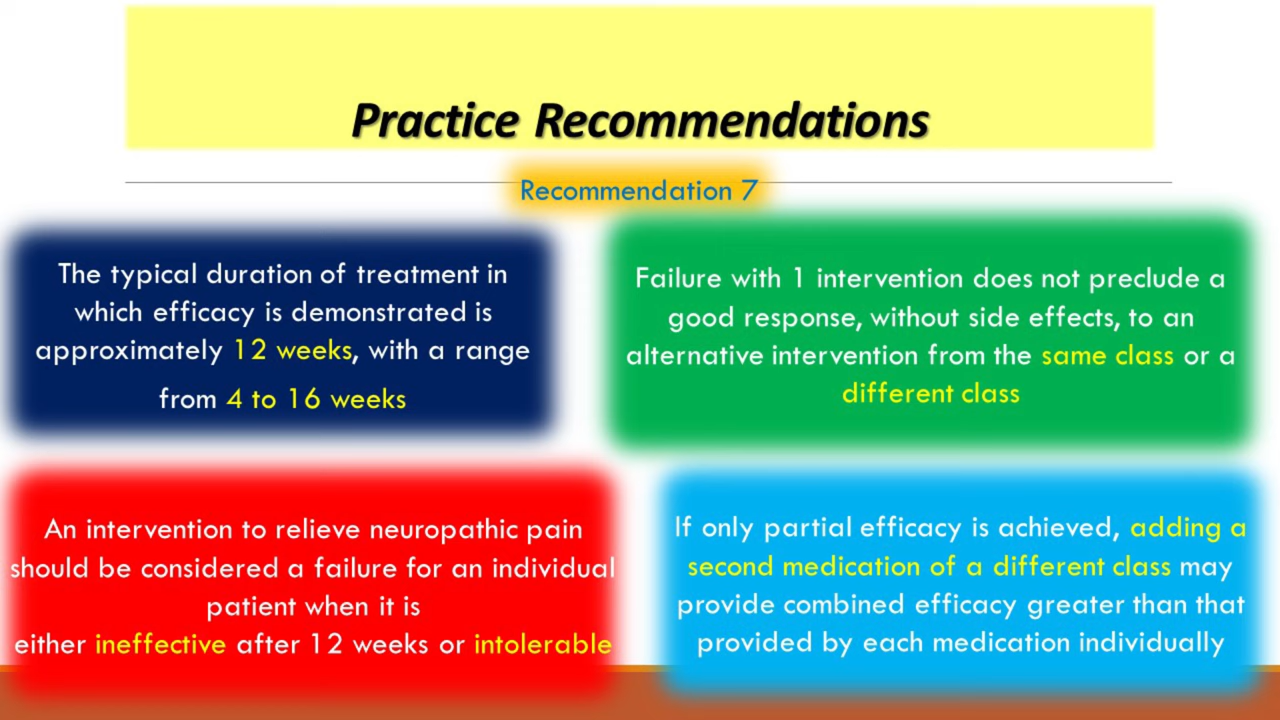 Practice Recommendations
Recommendation 7
The typical duration of treatment in
which efficacy is demonstrated is
approximately 12 weeks, with a range
from 4 to 16 weeks
Failure with 1 intervention does not preclude a
good response, without side effects, to an
alternative intervention from the same class or a
different class
An intervention to relieve neuropathic pain
should be considered a failure for an individual
patient when it is
either ineffective after 12 weeks or intolerable
If only partial efficacy is achieved, adding a
second medication of a different class may
provide combined efficacy greater than that
provided by each medication individually